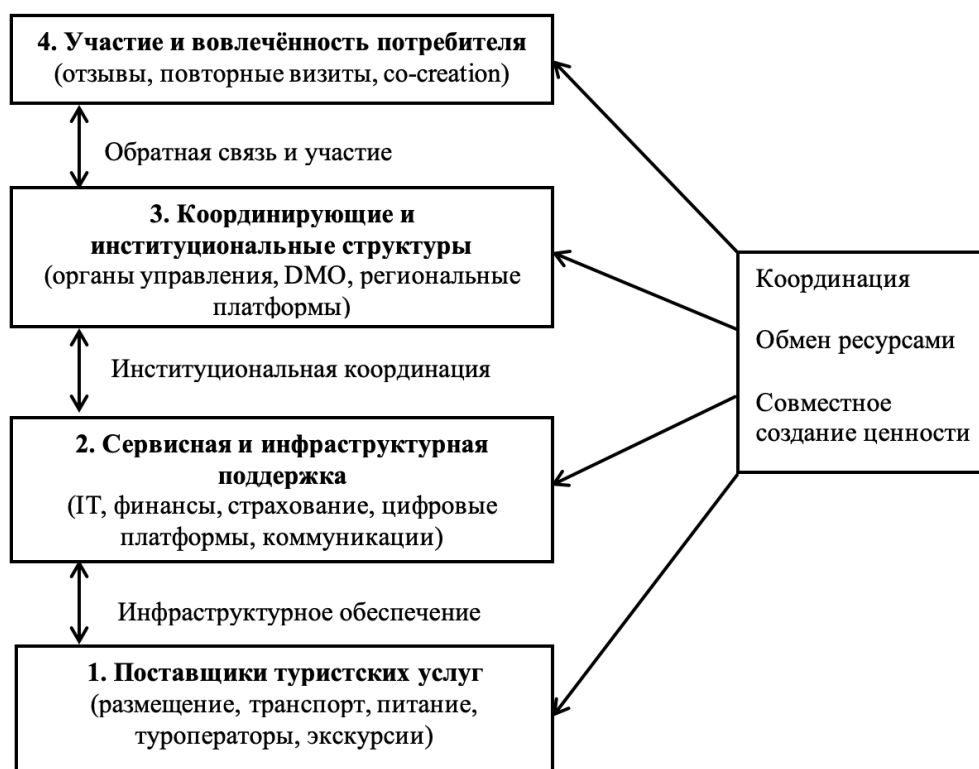 4. Участие и вовлечённость потребителя
(отзывы, повторные визиты, co-creation)
Обратная связь и участие
3. Координирующие и
институциональные структуры
(органы управления, DMO, региональные
платформы)
Институциональная координация
2. Сервисная и инфраструктурная
поддержка
(IT, финансы, страхование, цифровые
платформы, коммуникации)
Инфраструктурное обеспечение
1. Поставщики туристских услуг
(размещение, транспорт, питание,
туроператоры, экскурсии)
Координация
Обмен ресурсами
Совместное
создание ценности